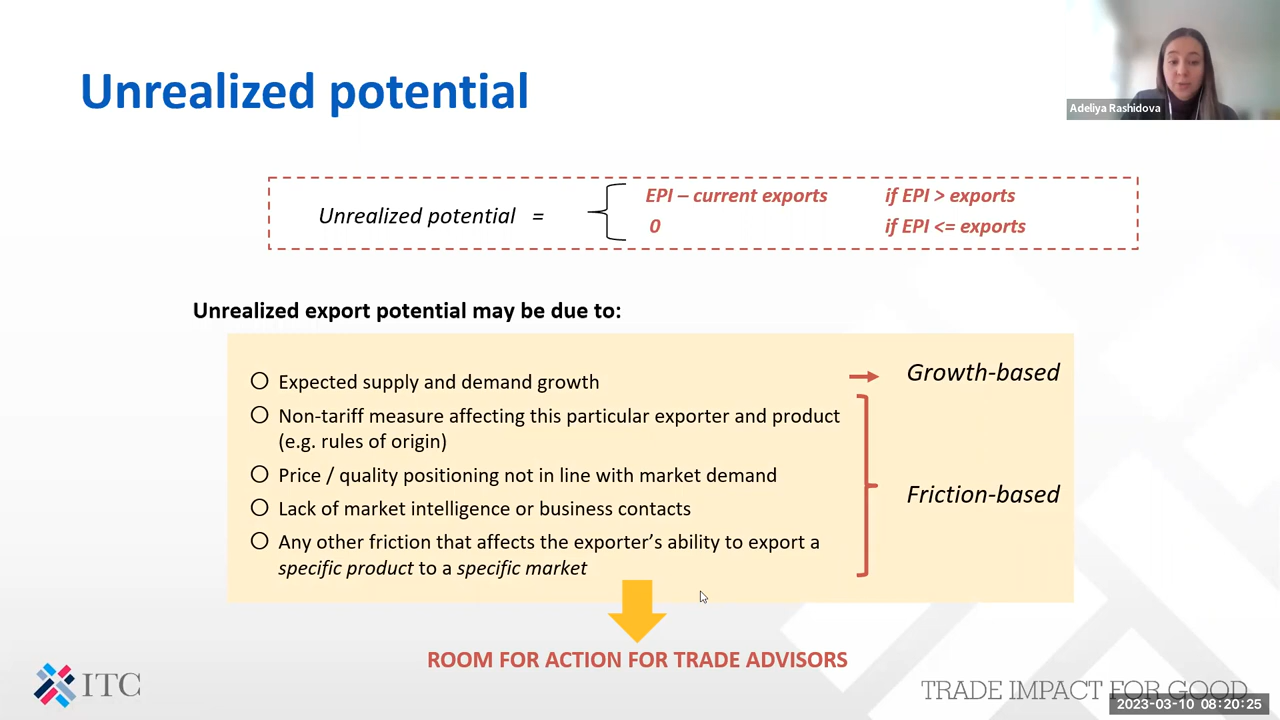 Unrealized potential
Adeliya Rashidova
Unrealized potential =
EPI – current exports if EPI > exports
0 if EPI <= exports
Unrealized export potential may be due to:
Expected supply and demand growth
Growth-based
Non-tariff measure affecting this particular exporter and product
(e.g. rules of origin)
Price / quality positioning not in line with market demand
Lack of market intelligence or business contacts
Any other friction that affects the exporter’s ability to export a
specific product to a specific market
Friction-based
ROOM FOR ACTION FOR TRADE ADVISORS
ITC
TRADE IMPACT FOR GOOD
2023-03-10 08:20:25